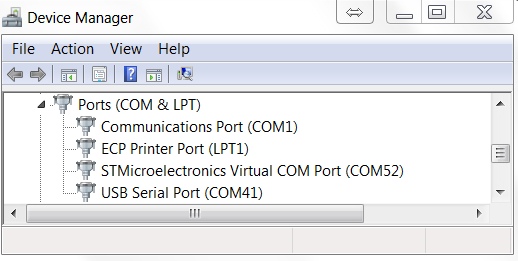 Device Manager
File Action View Help
Ports (COM & LPT)
Communications Port (COM1)
ECP Printer Port (LPT1)
STMicroelectronics Virtual COM Port (COM52)
USB Serial Port (COM41)